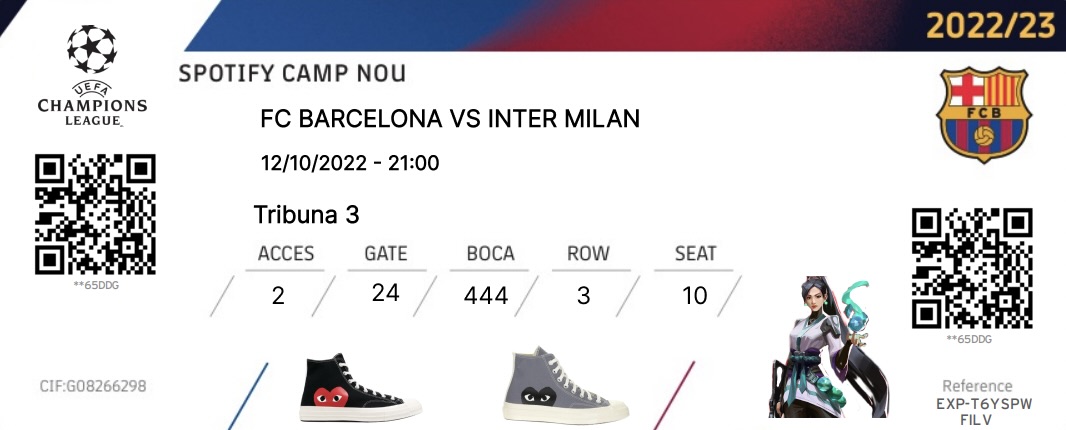 2022/23
UEFA
CHAMPIONS
LEAGUE
SPOTIFY CAMP NOU
FCB
FC BARCELONA VS INTER MILAN
12/10/2022 - 21:00
Tribuna 3
ACCES GATE BOCA ROW SEAT
2 24 444 3 10
**65DDG
**65DDG
CIF:G08266298
Reference
EXP-T6YSPW
FILV